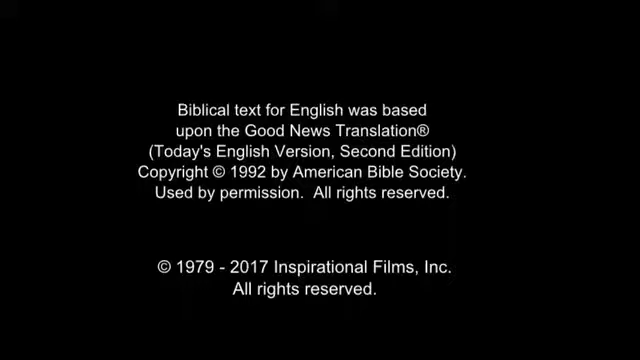 Biblical text for English was based
upon the Good News Translation®
(Today's English Version, Second Edition)
Copyright © 1992 by American Bible Society.
Used by permission.  All rights reserved.
© 1979 - 2017 Inspirational Films, Inc.
All rights reserved.